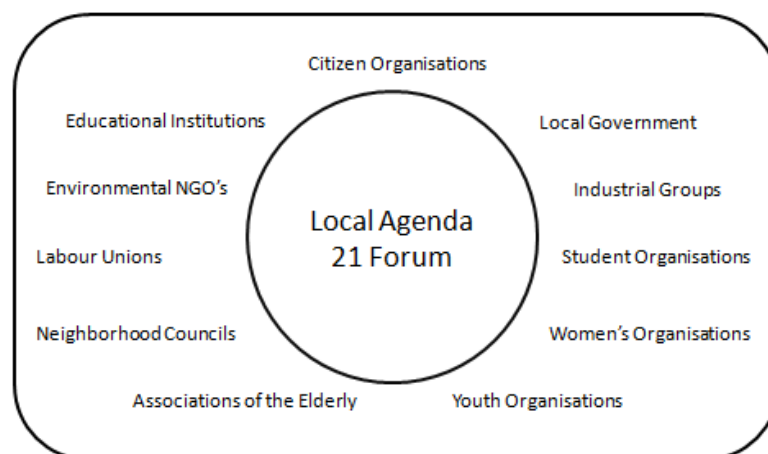 Citizen Organisations
Educational Institutions
Local Government
Environmental NGO's
Industrial Groups
Local Agenda
21 Forum
Labour Unions
Student Organisations
Neighborhood Councils
Women's Organisations
Associations of the Elderly
Youth Organisations